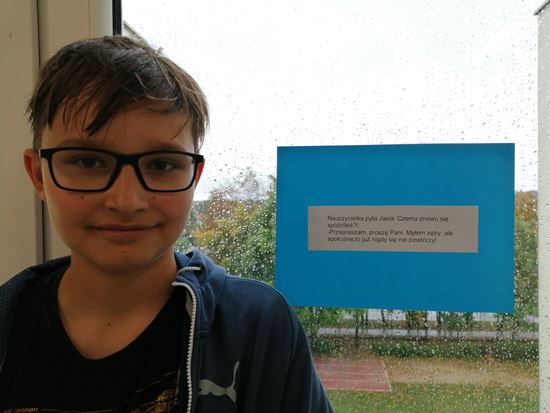 Nauczycielka pyta Jasia: Czemu znowu się
spóźniłeś?!
-Przepraszam, proszę Pani. Myłem zęby, ale
spokojnie,to już nigdy się nie powtórzy!